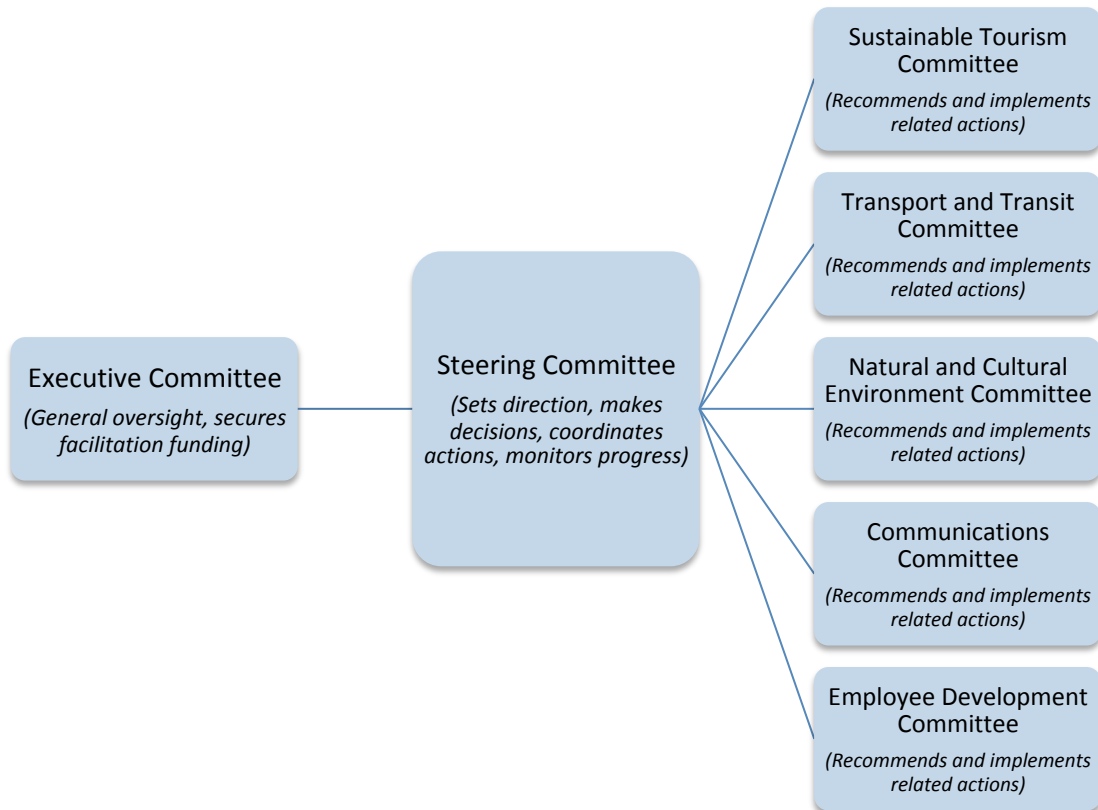 Executive Committee
(General oversight, secures
facilitation funding)
Steering Committee
(Sets direction, makes
decisions, coordinates
actions, monitors progress)
Sustainable Tourism
Committee
(Recommends and implements
related actions)
Transport and Transit
Committee
(Recommends and implements
related actions)
Natural and Cultural
Environment Committee
(Recommends and implements
related actions)
Communications
Committee
(Recommends and implements
related actions)
Employee Development
Committee
(Recommends and implements
related actions)